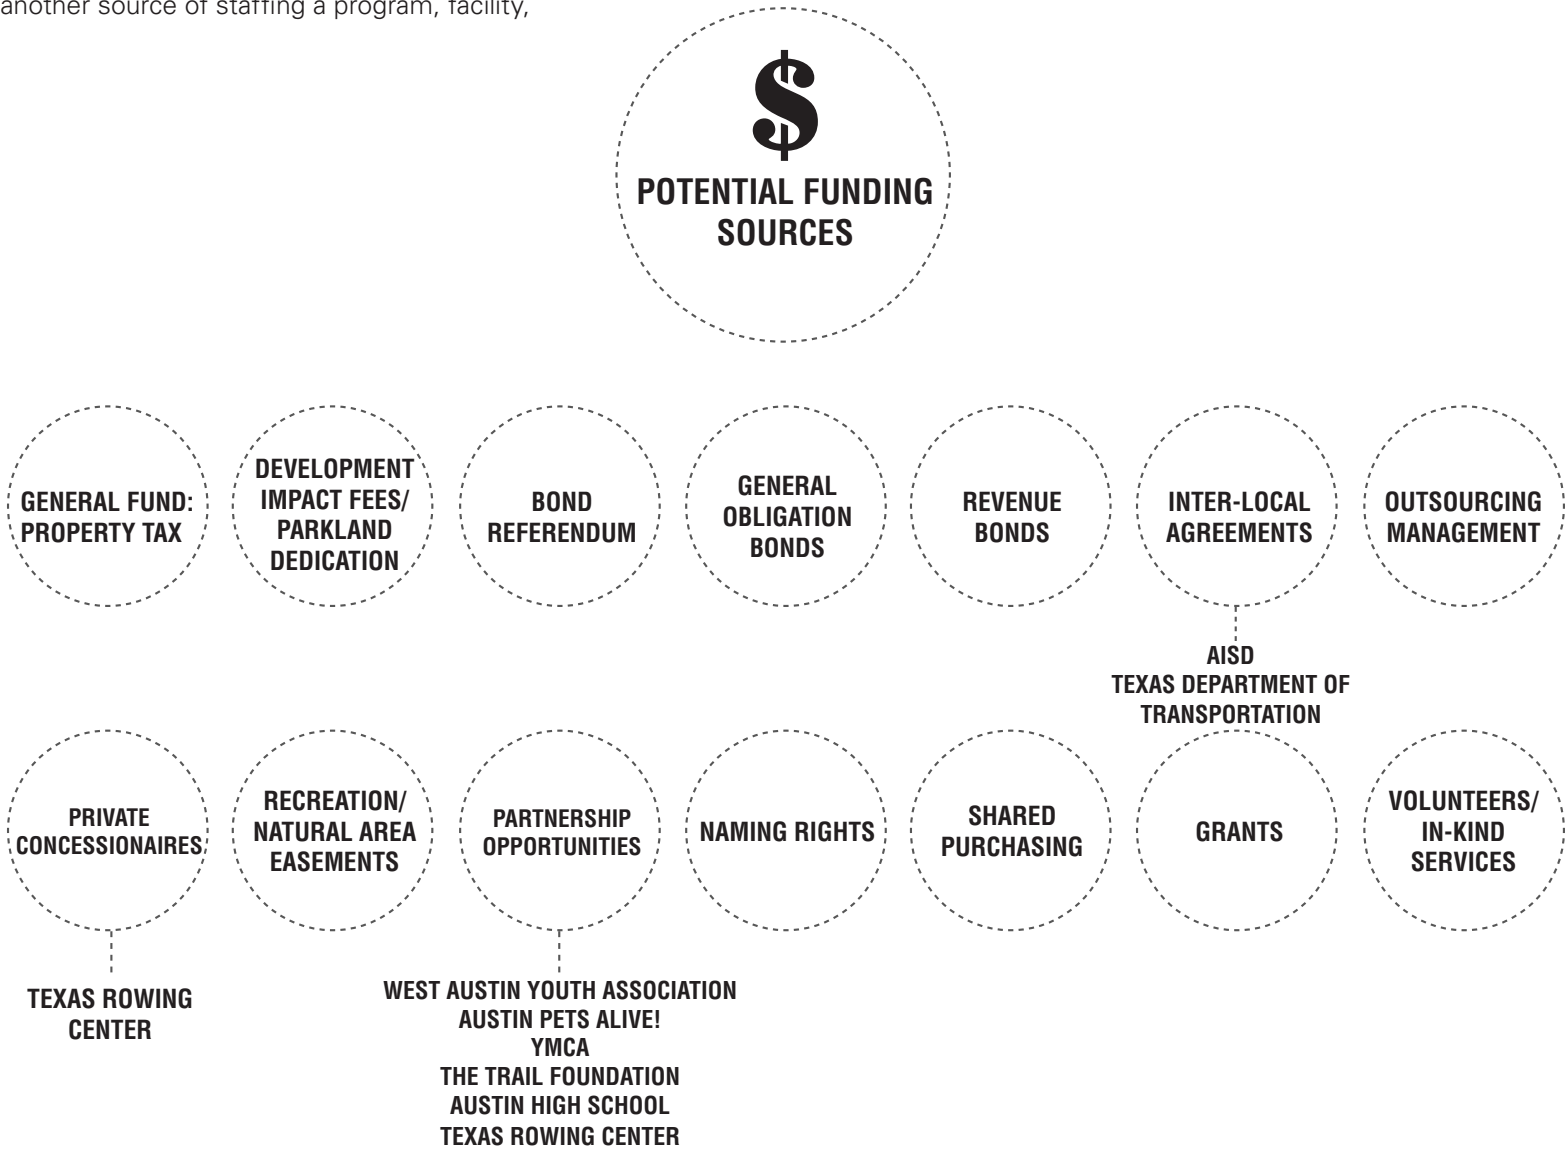 another source of staffing a program, facility,
$
POTENTIAL FUNDING
SOURCES
GENERAL FUND:
PROPERTY TAX
DEVELOPMENT
IMPACT FEES/
PARKLAND
DEDICATION
BOND
REFERENDUM
GENERAL
OBLIGATION
BONDS
REVENUE
BONDS
INTER-LOCAL
AGREEMENTS
OUTSOURCING
MANAGEMENT
AISD
TEXAS DEPARTMENT OF
TRANSPORTATION
PRIVATE
CONCESSIONAIRES
RECREATION/
NATURAL AREA
EASEMENTS
PARTNERSHIP
OPPORTUNITIES
NAMING RIGHTS
SHARED
PURCHASING
GRANTS
VOLUNTEERS/
IN-KIND
SERVICES
TEXAS ROWING
CENTER
WEST AUSTIN YOUTH ASSOCIATION
AUSTIN PETS ALIVE!
YMCA
THE TRAIL FOUNDATION
AUSTIN HIGH SCHOOL
TEXAS ROWING CENTER